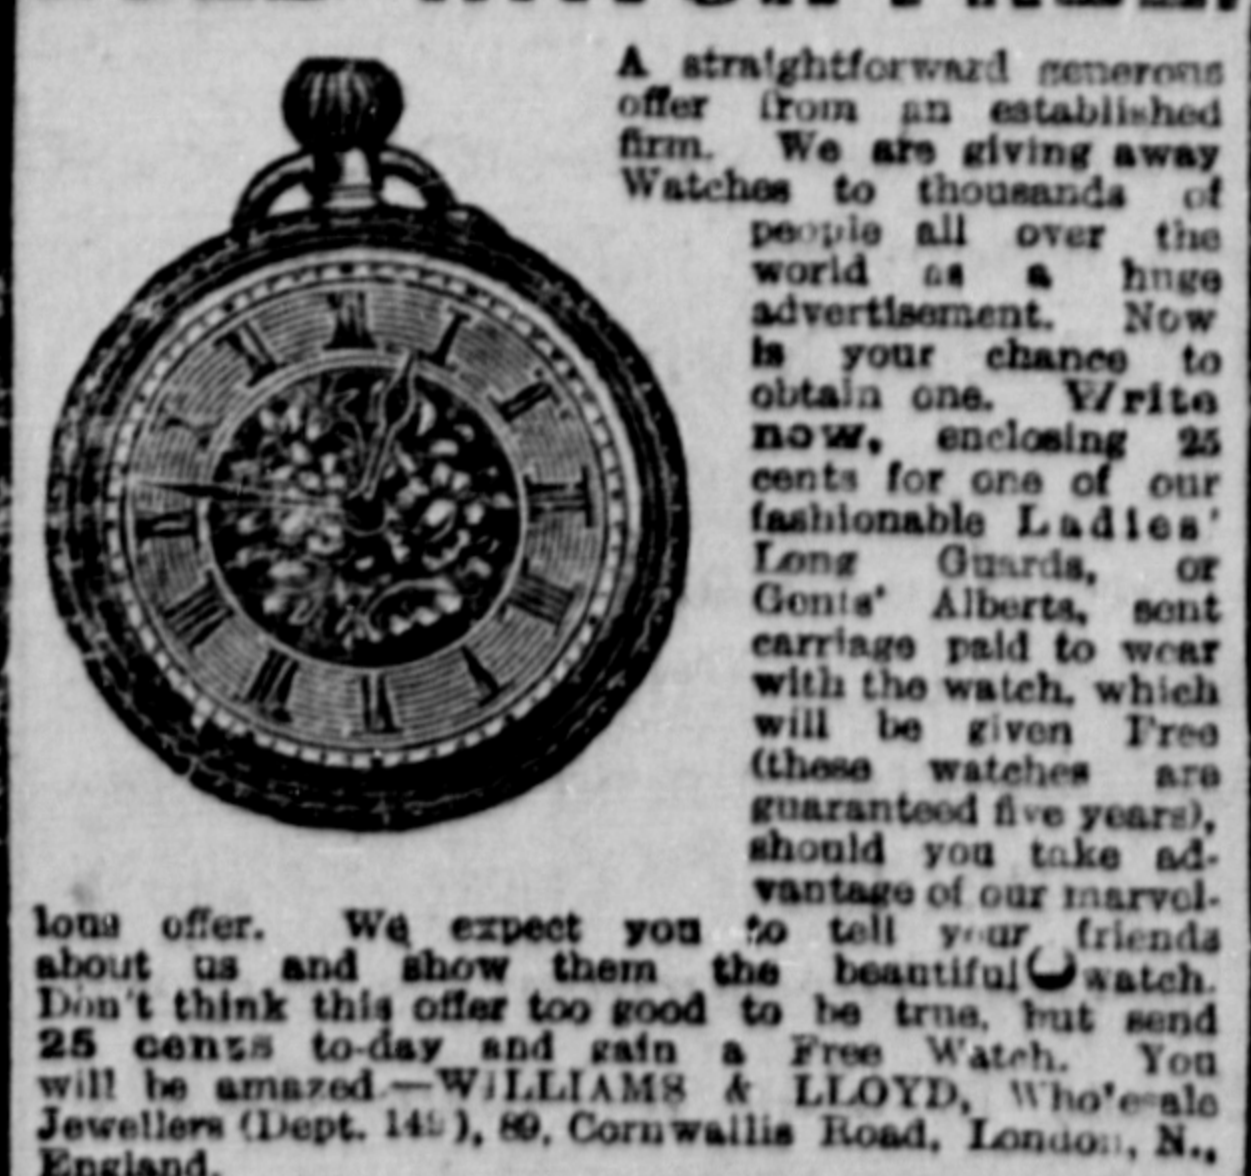 A straightforward generous
offer from an established
firm. We are giving away
Watches to thousands of
people all over the
world as a huge
advertisement. Now
is your chance to
obtain one. Write
now, enclosing 25
cents for one of our
fashionable Ladies'
Long Guards, or
Gents' Alberts, sent
carriage paid to wear
with the watch, which
will be given Free
(these watches are
guaranteed five years),
should you take ad-
vantage of our marvel-
lous offer. We expect you to tell your friends
about us and show them the beautiful watch.
Don't think this offer too good to be true, but send
25 cents to-day and gain a Free Watch. You
will be amazed.—WILLIAMS & LLOYD, Wholesale
Jewellers (Dept. ), 89, Cornwallis Road, London, N.,
England.